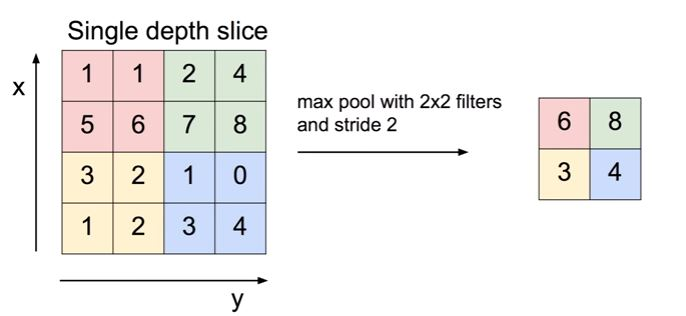 Single depth slice
x
1 1 2 4
5 6 7 8
3 2 1 0
1 2 3 4
y
max pool with 2x2 filters
and stride 2
6 8
3 4